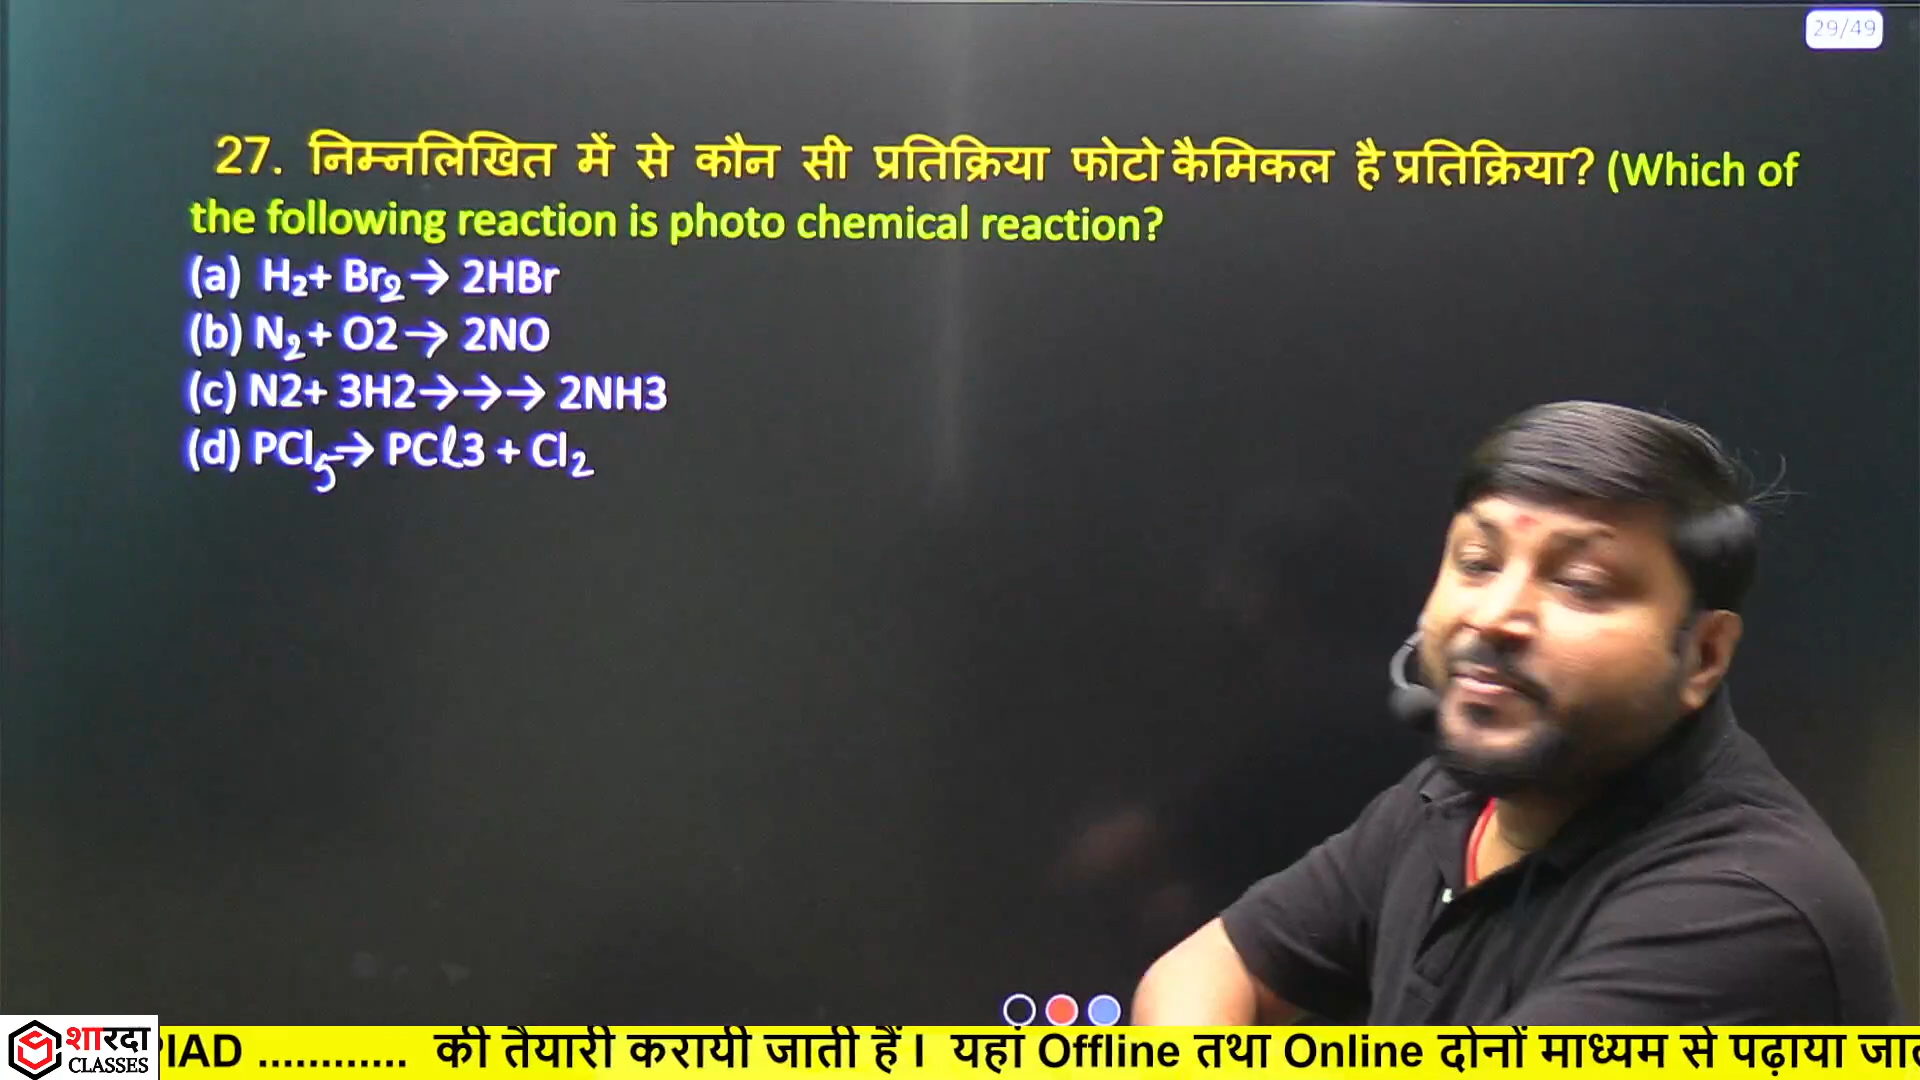 29/49
27. निम्नलिखित में से कौन सी प्रतिक्रिया फोटो कैमिकल है प्रतिक्रिया? (Which of
the following reaction is photo chemical reaction?
(a) H₂+ Br₂ → 2HBr
(b) N₂ + O2 → 2NO
(c) N2+ 3H2→→→ 2NH3
(d) PCl₅→ PCl3 + Cl₂
शारदा
CLASSES
IAD ............ की तैयारी करायी जाती हैं l यहां Offline तथा Online दोनों माध्यम से पढ़ाया